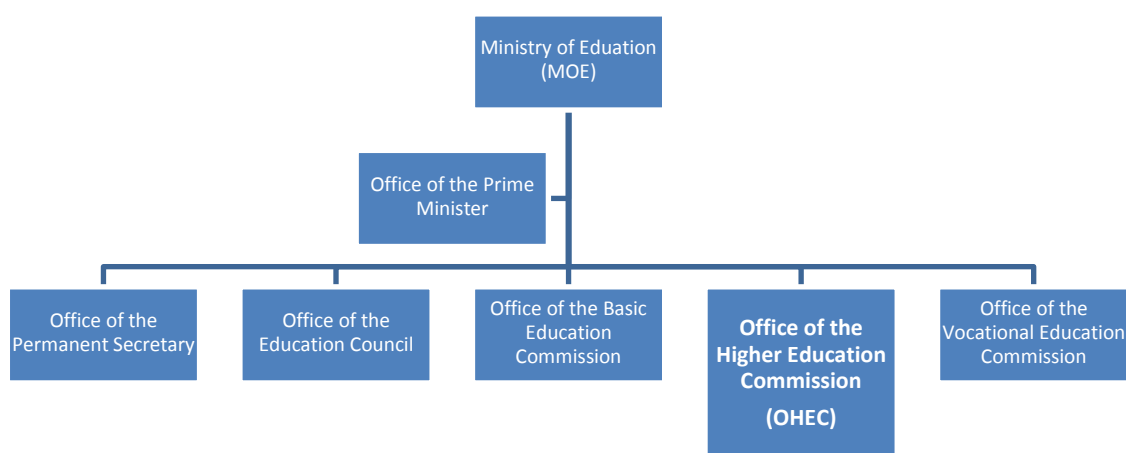 Ministry of Eduation
(MOE)
Office of the Prime
Minister
Office of the
Permanent Secretary
Office of the
Education Council
Office of the Basic
Education
Commission
Office of the
Higher Education
Commission
(OHEC)
Office of the
Vocational Education
Commission